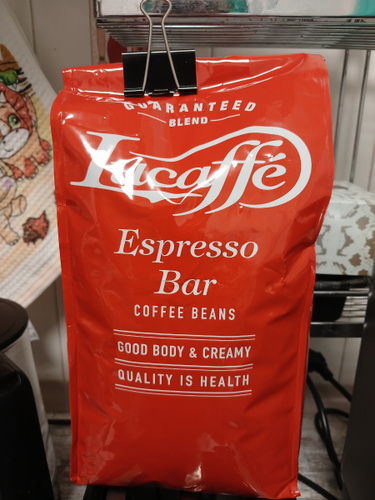 GUARANTEED
BLEND
Lucaffé
Espresso
Bar
COFFEE BEANS
GOOD BODY & CREAMY
QUALITY IS HEALTH